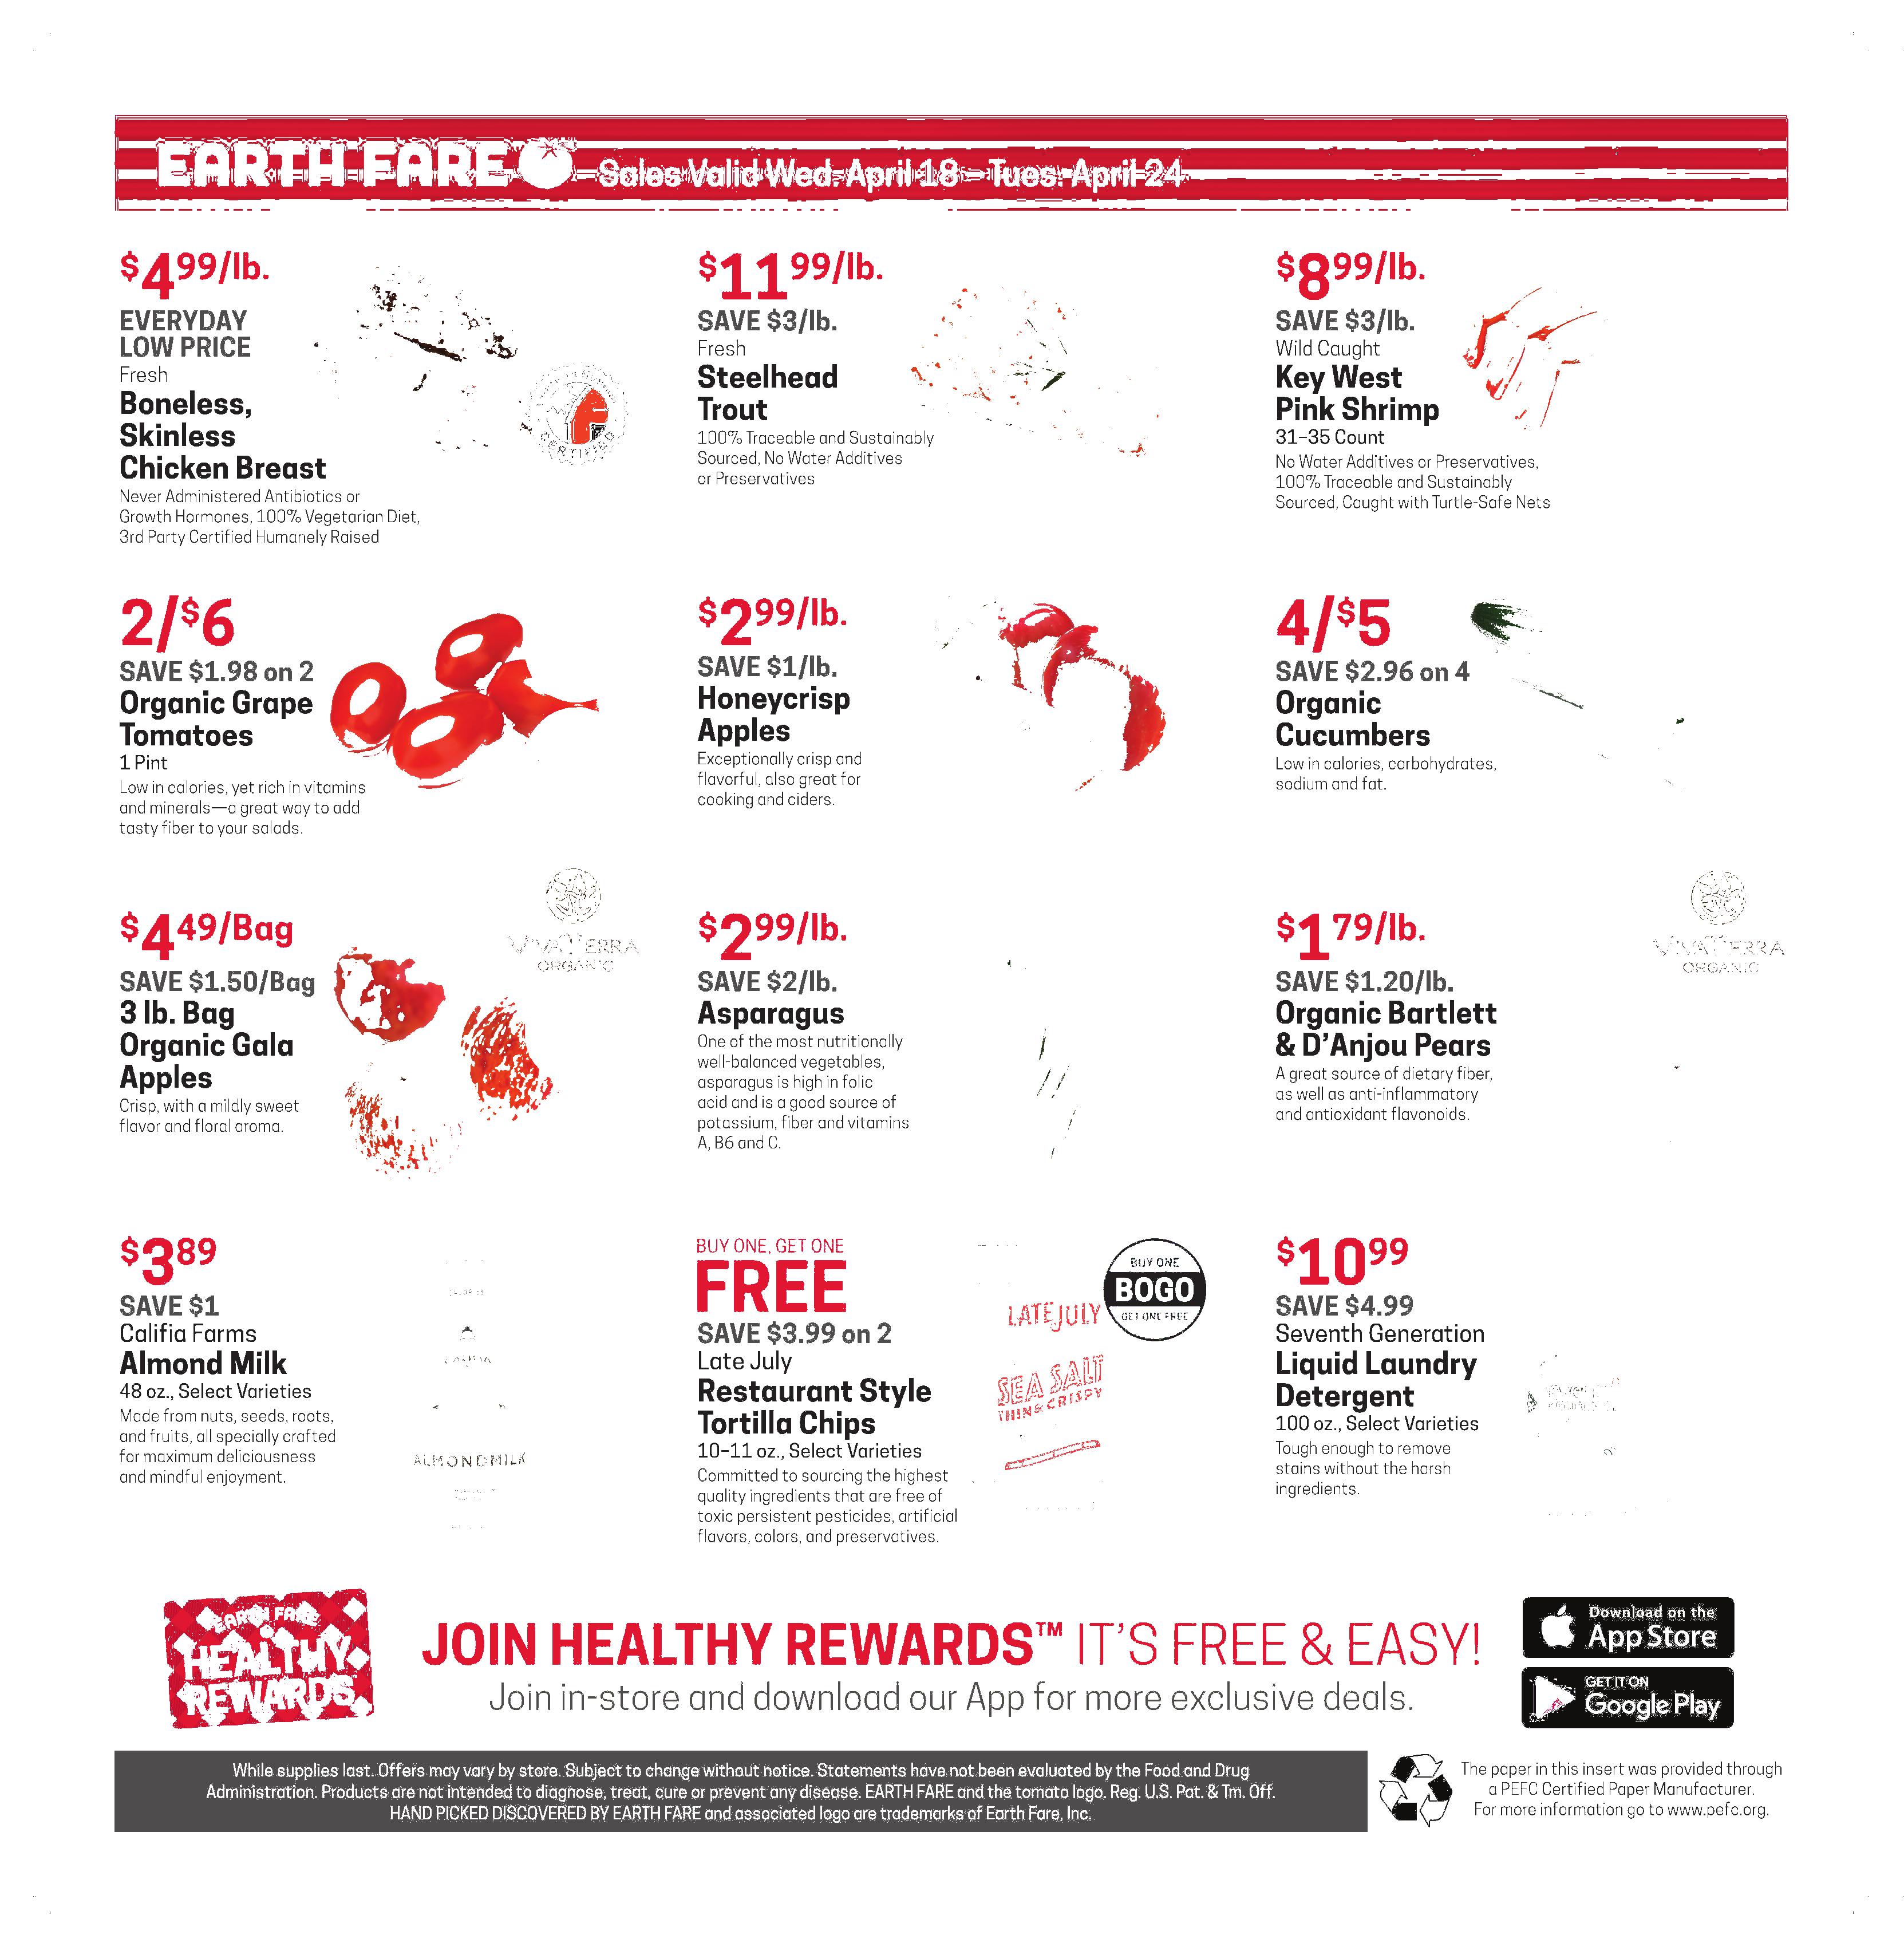 EARTH FARE Sales Valid Wed. April 18 – Tues. April 24
$4.99/lb.
EVERYDAY
LOW PRICE
Fresh
Boneless,
Skinless
Chicken Breast
Never Administered Antibiotics or
Growth Hormones, 100% Vegetarian Diet,
3rd Party Certified Humanely Raised
CERTIFIED
$11.99/lb.
SAVE $3/lb.
Fresh
Steelhead
Trout
100% Traceable and Sustainably
Sourced, No Water Additives
or Preservatives
$8.99/lb.
SAVE $3/lb.
Wild Caught
Key West
Pink Shrimp
31–35 Count
No Water Additives or Preservatives,
100% Traceable and Sustainably
Sourced, Caught with Turtle-Safe Nets
2/$6
SAVE $1.98 on 2
Organic Grape
Tomatoes
1 Pint
Low in calories, yet rich in vitamins
and minerals—a great way to add
tasty fiber to your salads.
$2.99/lb.
SAVE $1/lb.
Honeycrisp
Apples
Exceptionally crisp and
flavorful, also great for
cooking and ciders.
4/$5
SAVE $2.96 on 4
Organic
Cucumbers
Low in calories, carbohydrates,
sodium and fat.
$4.49/Bag
SAVE $1.50/Bag
3 lb. Bag
Organic Gala
Apples
Crisp, with a mildly sweet
flavor and floral aroma.
VIVATIERRA
ORGANIC
$2.99/lb.
SAVE $2/lb.
Asparagus
One of the most nutritionally
well-balanced vegetables,
asparagus is high in folic
acid and is a good source of
potassium, fiber and vitamins
A, B6 and C.
$1.79/lb.
SAVE $1.20/lb.
Organic Bartlett
& D'Anjou Pears
A great source of dietary fiber,
as well as anti-inflammatory
and antioxidant flavonoids.
VIVATIERRA
ORGANIC
$3.89
SAVE $1
Califia Farms
Almond Milk
48 oz., Select Varieties
Made from nuts, seeds, roots,
and fruits, all specially crafted
for maximum deliciousness
and mindful enjoyment.
CALIFIA
ALMONDMILK
BUY ONE, GET ONE
FREE
SAVE $3.99 on 2
Late July
Restaurant Style
Tortilla Chips
10–11 oz., Select Varieties
Committed to sourcing the highest
quality ingredients that are free of
toxic persistent pesticides, artificial
flavors, colors, and preservatives.
LATE JULY
SEA SALT
THIN & CRISPY
BUY ONE
BOGO
GET ONE FREE
$10.99
SAVE $4.99
Seventh Generation
Liquid Laundry
Detergent
100 oz., Select Varieties
Tough enough to remove
stains without the harsh
ingredients.
EARTH FARE
HEALTHY
REWARDS
JOIN HEALTHY REWARDS™ IT'S FREE & EASY!
Join in-store and download our App for more exclusive deals.
Download on the
App Store
GET IT ON
Google Play
While supplies last. Offers may vary by store. Subject to change without notice. Statements have not been evaluated by the Food and Drug
Administration. Products are not intended to diagnose, treat, cure or prevent any disease. EARTH FARE and the tomato logo. Reg. U.S. Pat. & Tm. Off.
HAND PICKED DISCOVERED BY EARTH FARE and associated logo are trademarks of Earth Fare, Inc.
The paper in this insert was provided through
a PEFC Certified Paper Manufacturer.
For more information go to www.pefc.org.